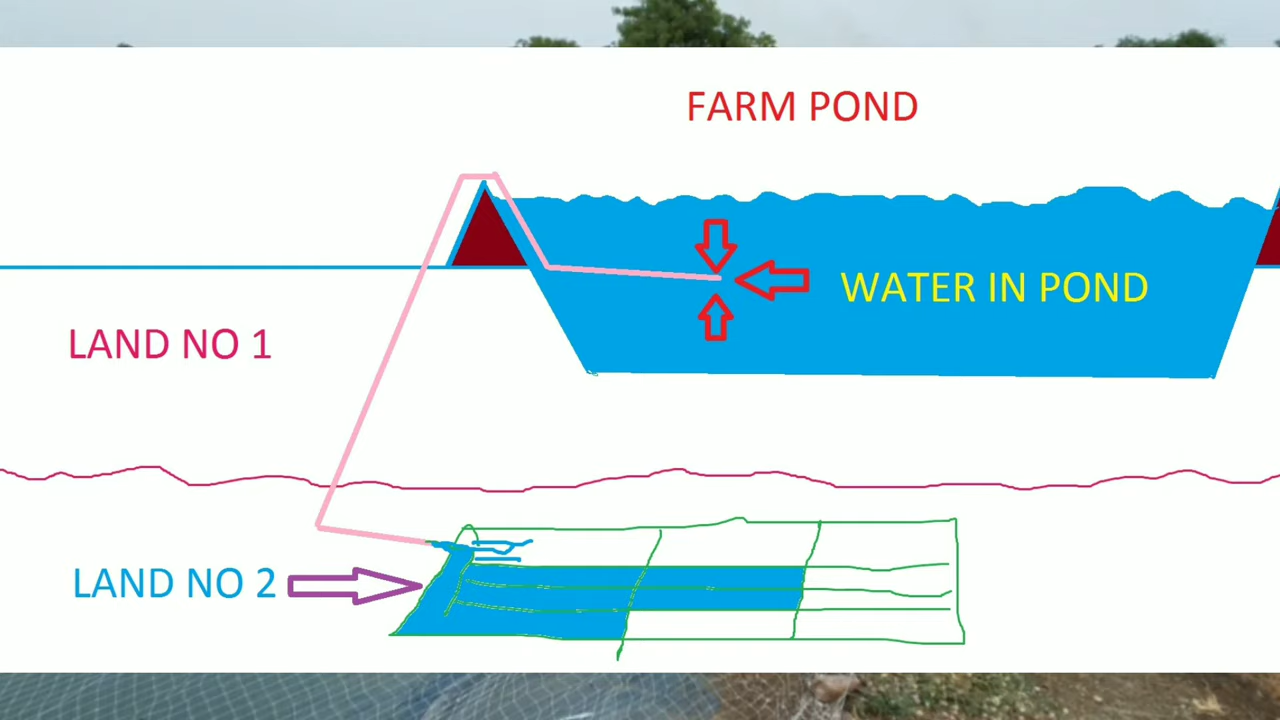 FARM POND
WATER IN POND
LAND NO 1
LAND NO 2